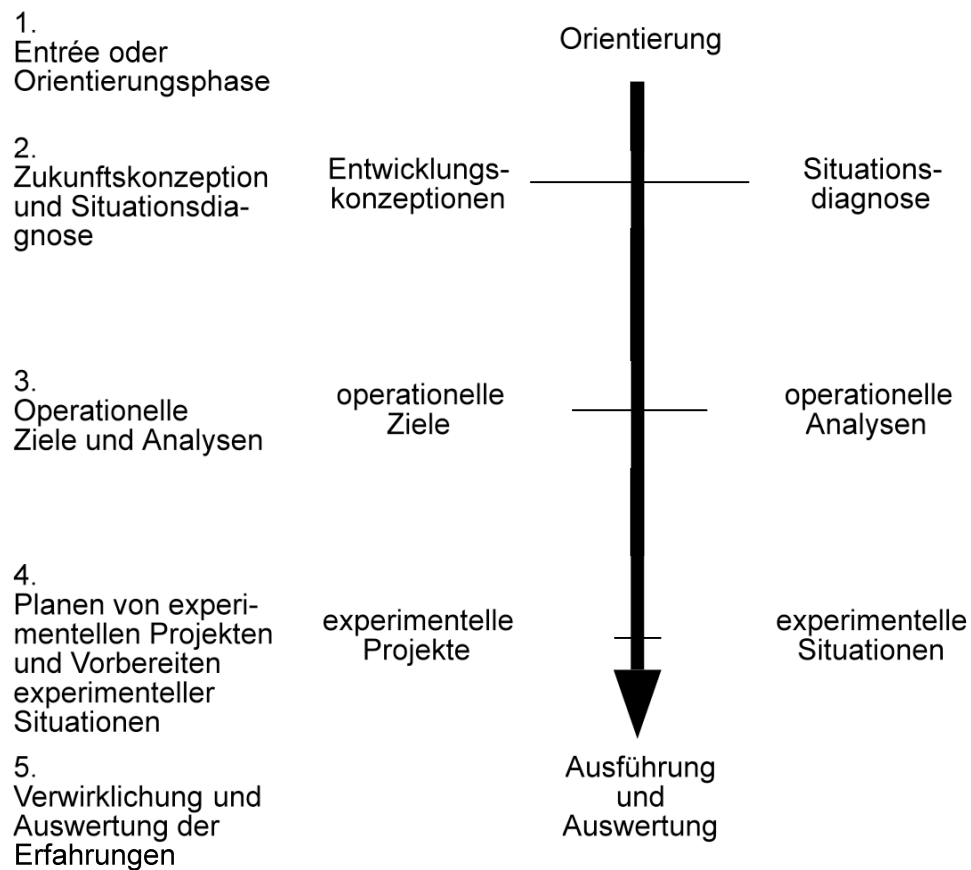 1.
Entrée oder
Orientierungsphase
Orientierung
2.
Zukunftskonzeption
und Situationsdia-
gnose
Entwicklungs-
konzeptionen
Situations-
diagnose
3.
Operationelle
Ziele und Analysen
operationelle
Ziele
operationelle
Analysen
4.
Planen von experi-
mentellen Projekten
und Vorbereiten
experimenteller
Situationen
experimentelle
Projekte
experimentelle
Situationen
5.
Verwirklichung und
Auswertung der
Erfahrungen
Ausführung
und
Auswertung